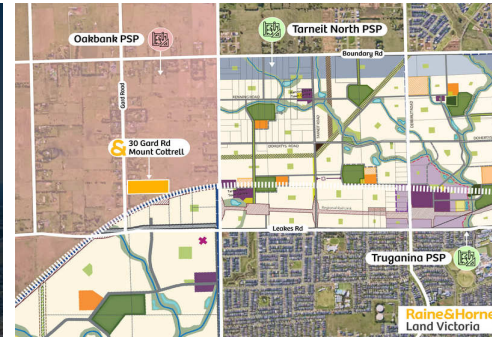 Oakbank PSP
Tarneit North PSP
Boundary Rd
Gard Road
30 Gard Rd
Mount Cottrell
Leakes Rd
Truganina PSP
Raine&Horne
Land Victoria